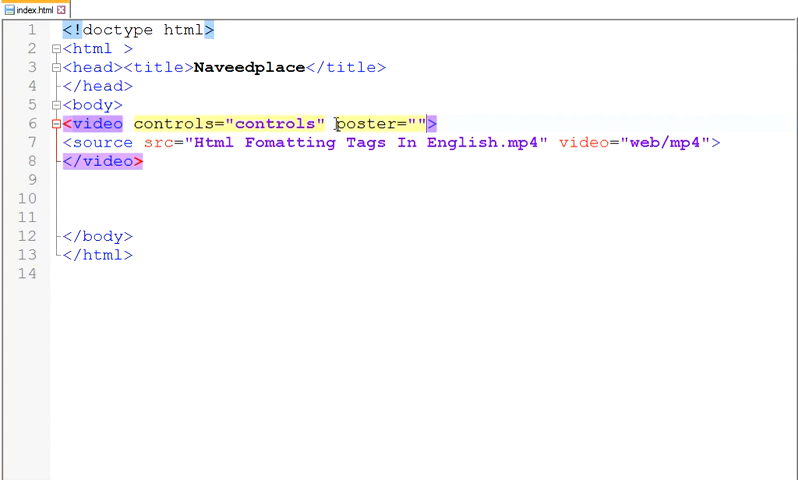 index.html
1 <!doctype html>
2 <html >
3 <head><title>Naveedplace</title>
4 </head>
5 <body>
6 <video controls="controls" poster="">
7 <source src="Html Fomatting Tags In English.mp4" video="web/mp4">
8 </video>
9
10
11
12 </body>
13 </html>
14